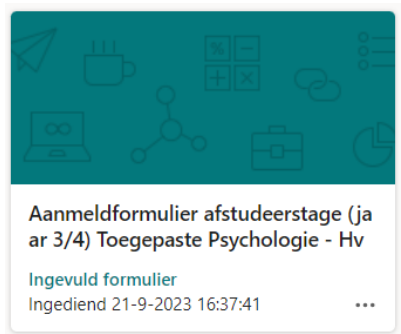 Aanmeldformulier afstudeerstage (ja
ar 3/4) Toegepaste Psychologie - Hv
Ingevuld formulier
Ingediend 21-9-2023 16:37:41